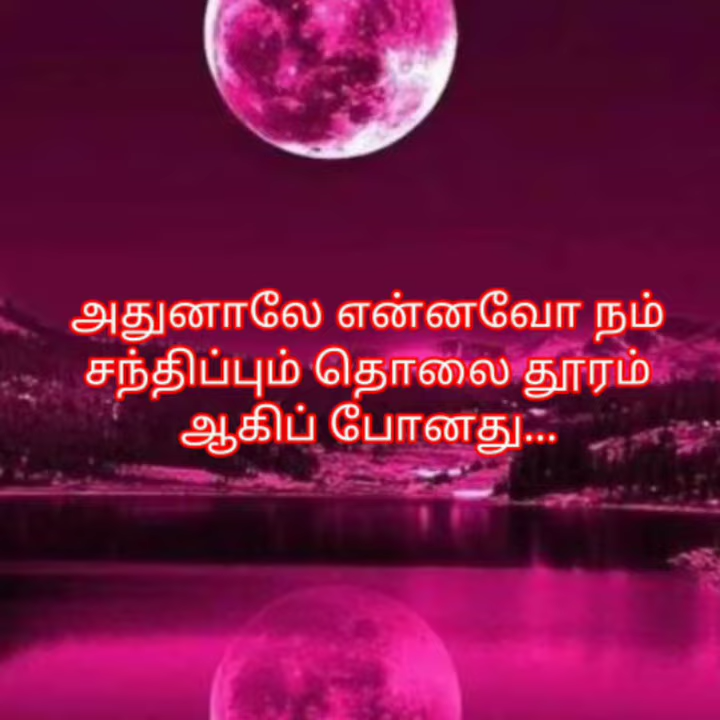 அதுனாலே என்னவோ நம்
சந்திப்பும் தொலை தூரம்
ஆகிப் போனது...